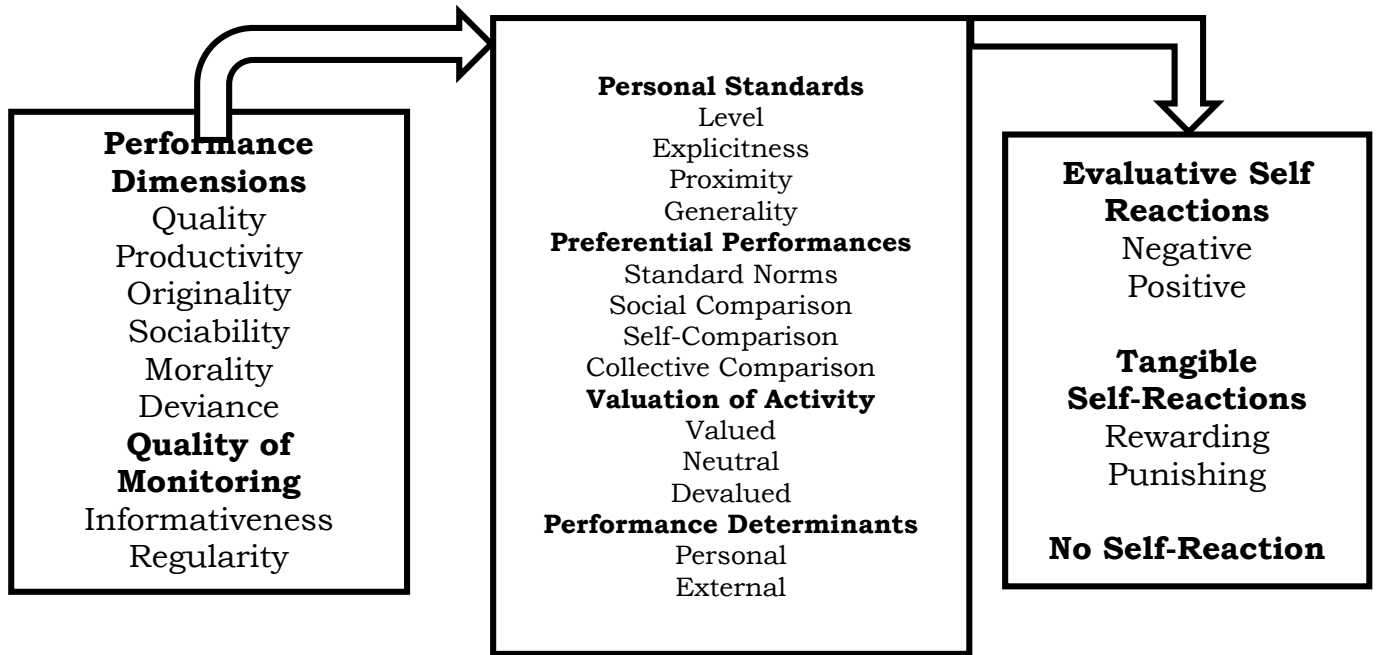 Performance
Dimensions
Quality
Productivity
Originality
Sociability
Morality
Deviance
Quality of
Monitoring
Informativeness
Regularity
Personal Standards
Level
Explicitness
Proximity
Generality
Preferential Performances
Standard Norms
Social Comparison
Self-Comparison
Collective Comparison
Valuation of Activity
Valued
Neutral
Devalued
Performance Determinants
Personal
External
Evaluative Self
Reactions
Negative
Positive
Tangible
Self-Reactions
Rewarding
Punishing
No Self-Reaction